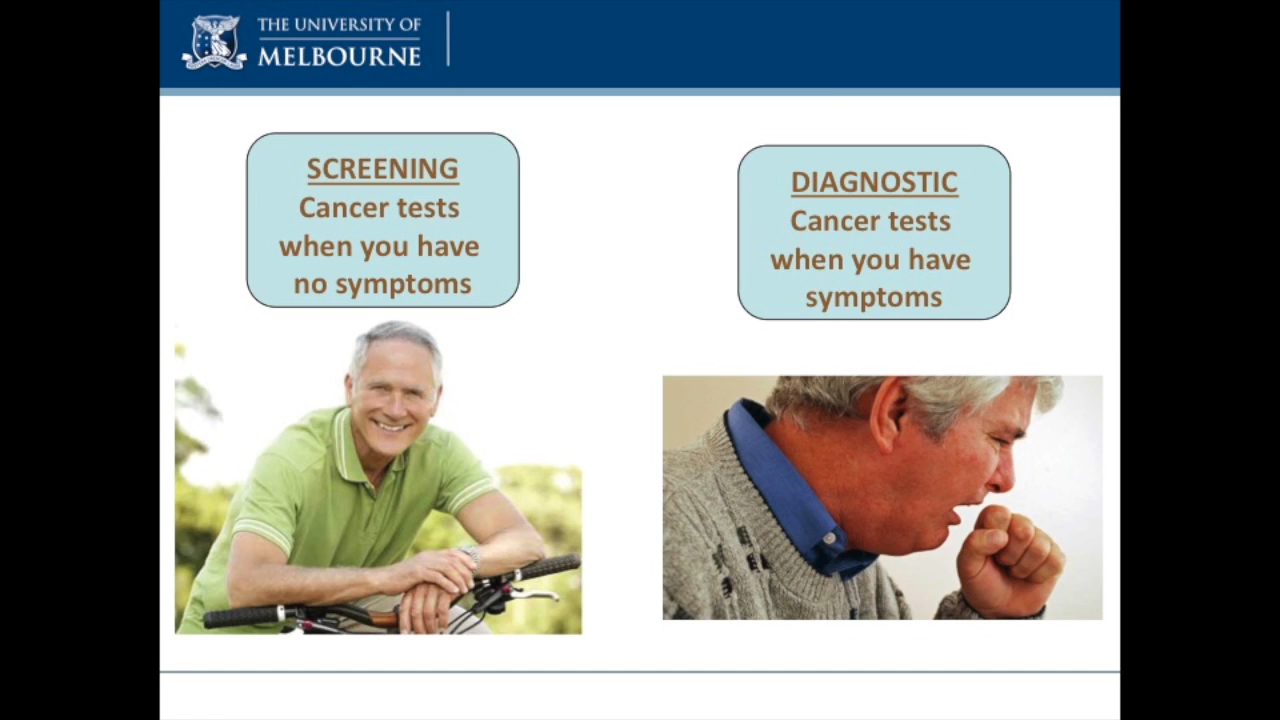 THE UNIVERSITY OF
MELBOURNE
SCREENING
Cancer tests
when you have
no symptoms
DIAGNOSTIC
Cancer tests
when you have
symptoms